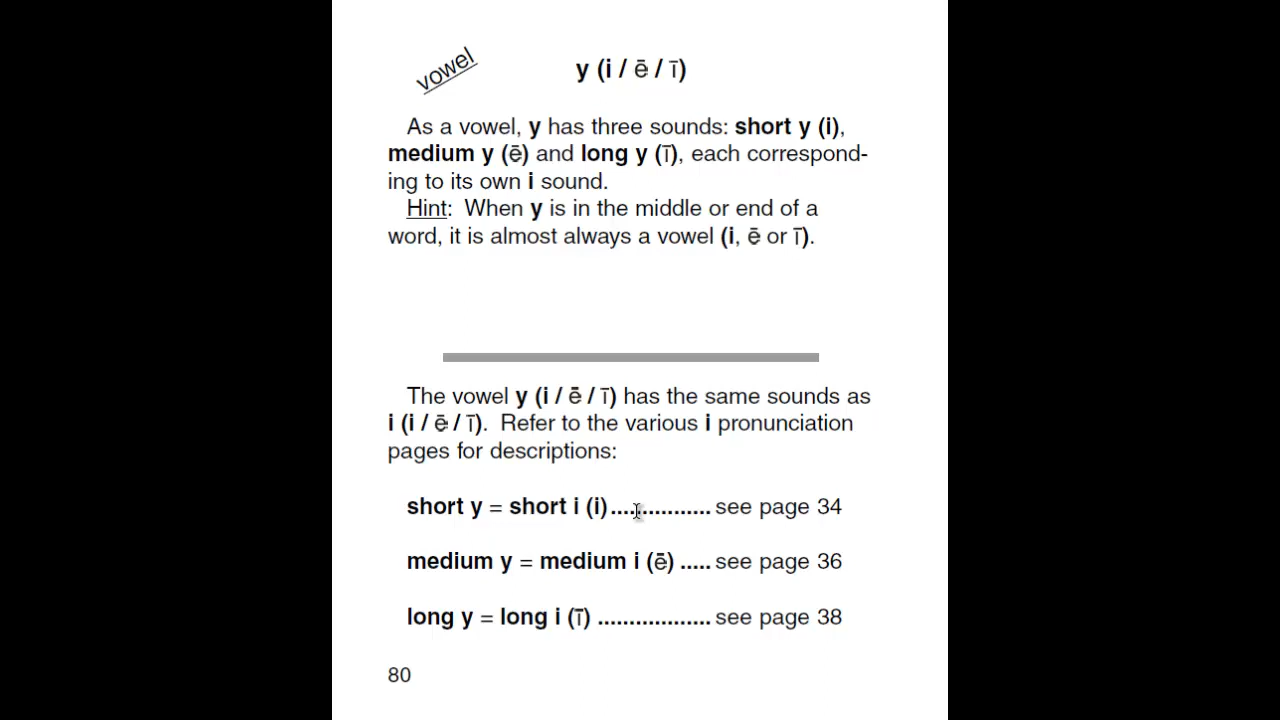 vowel
y (i / ē / ī)
As a vowel, y has three sounds: short y (i),
medium y (ē) and long y (ī), each correspond-
ing to its own i sound.
Hint: When y is in the middle or end of a
word, it is almost always a vowel (i, ē or ī).
The vowel y (i / ē / ī) has the same sounds as
i (i / ē / ī). Refer to the various i pronunciation
pages for descriptions:
short y = short i (i)................ see page 34
medium y = medium i (ē) ..... see page 36
long y = long i (ī) .................. see page 38
80